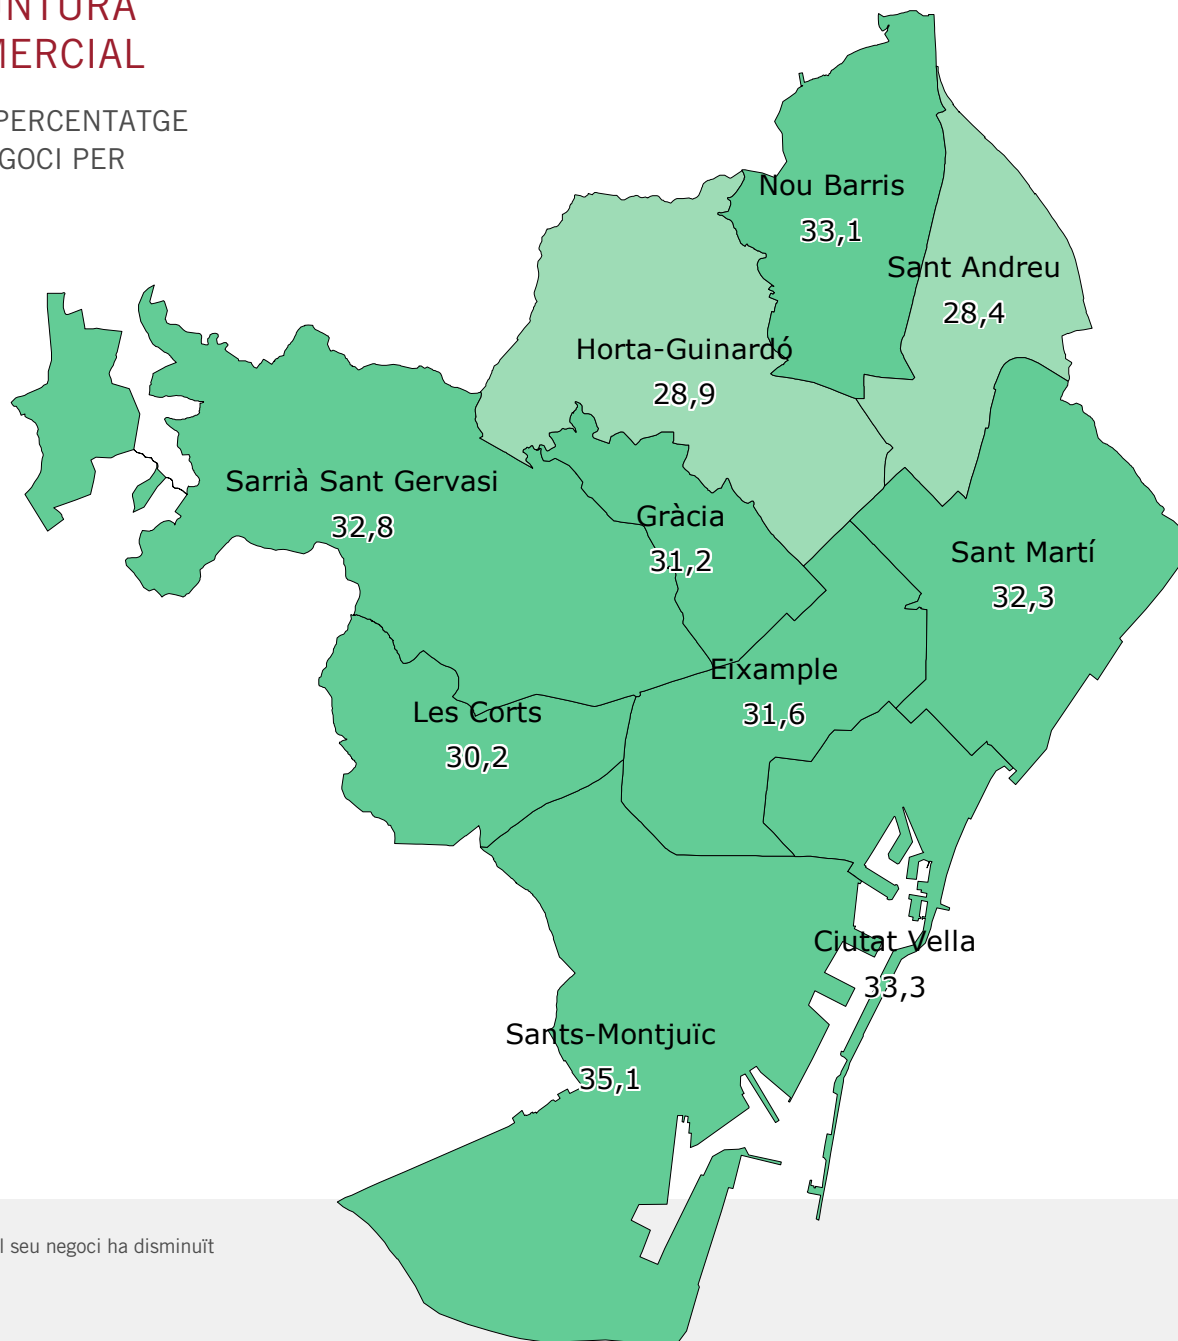 NTURA
MERCIAL
PERCENTATGE
GOCI PER
Nou Barris
33,1
Sant Andreu
28,4
Horta-Guinardó
28,9
Sarrià Sant Gervasi
32,8
Gràcia
31,2
Sant Martí
32,3
Eixample
31,6
Les Corts
30,2
Ciutat Vella
33,3
Sants-Montjuïc
35,1
l seu negoci ha disminuït